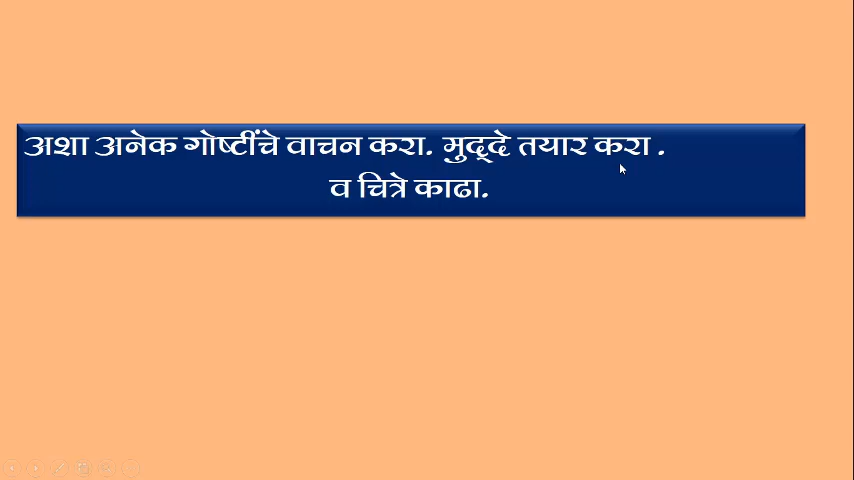 अशा अनेक गोष्टींचे वाचन करा. मुद्‌दे तयार करा .
व चित्रे काढा.